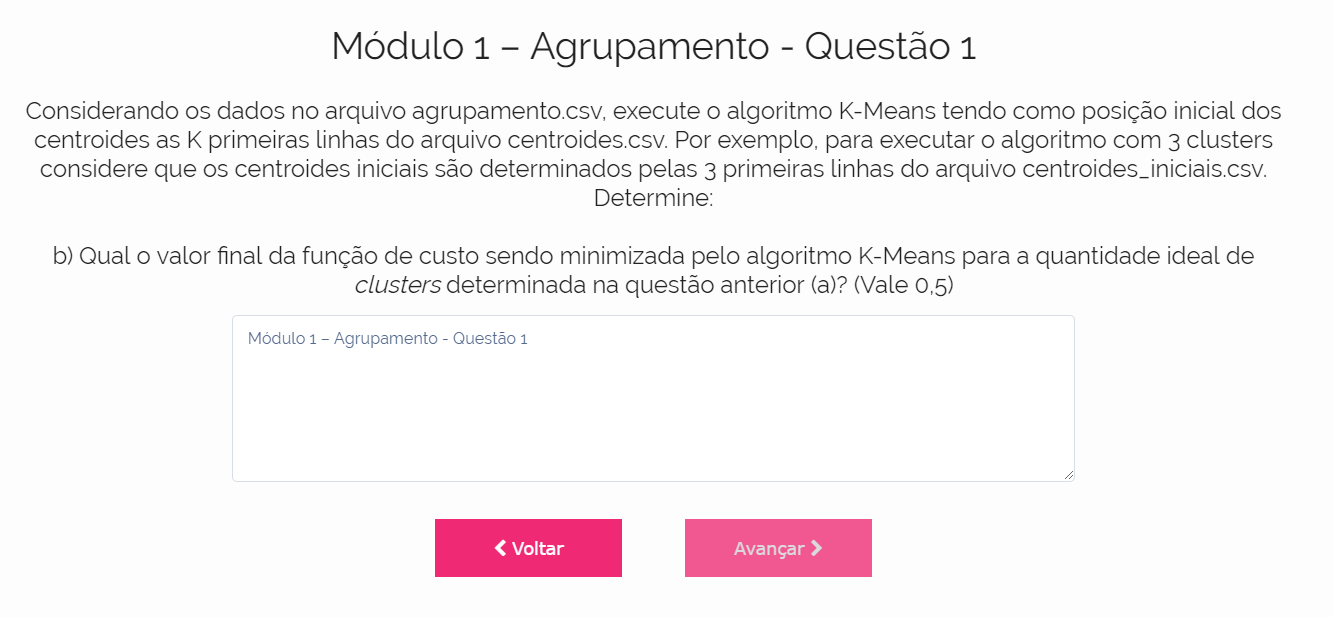 Módulo 1 – Agrupamento - Questão 1
Considerando os dados no arquivo agrupamento.csv, execute o algoritmo K-Means tendo como posição inicial dos
centroides as K primeiras linhas do arquivo centroides.csv. Por exemplo, para executar o algoritmo com 3 clusters
considere que os centroides iniciais são determinados pelas 3 primeiras linhas do arquivo centroides_iniciais.csv.
Determine:
b) Qual o valor final da função de custo sendo minimizada pelo algoritmo K-Means para a quantidade ideal de
clusters determinada na questão anterior (a)? (Vale 0,5)
Módulo 1 – Agrupamento - Questão 1
Voltar
Avançar